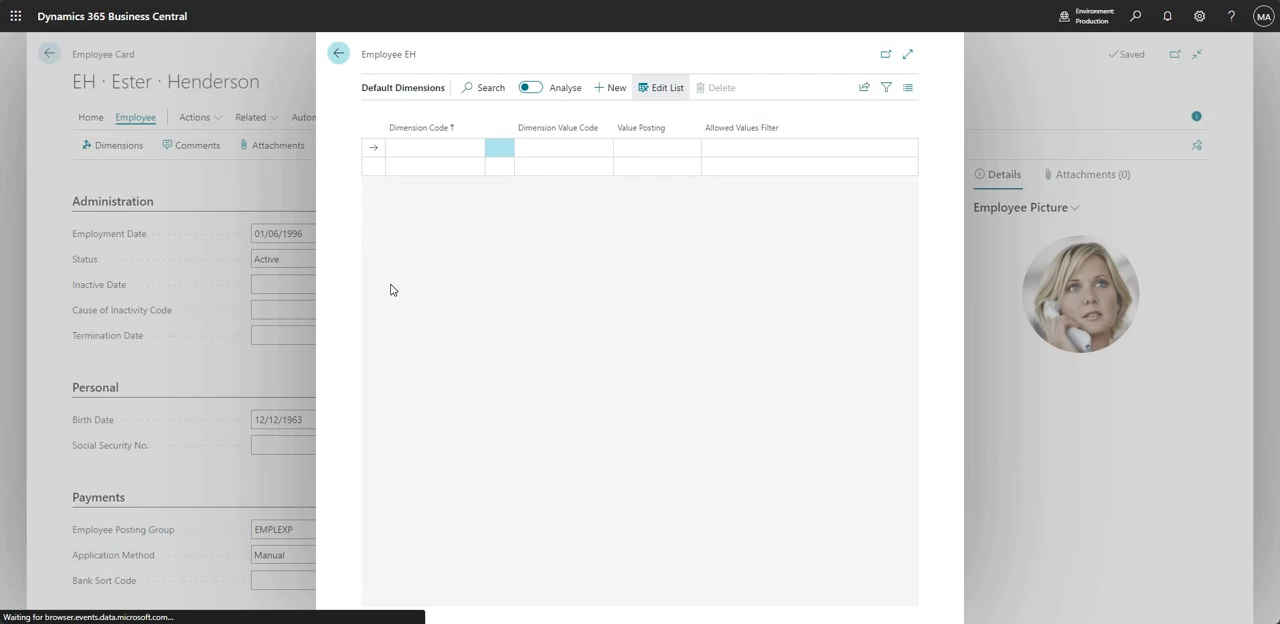 Dynamics 365 Business Central
Environment:
Production
?
MA
Employee Card
EH · Ester · Henderson
Saved
Home
Employee
Actions
Related
Autom
Dimensions
Comments
Attachments
Administration
Employment Date
01/06/1996
Status
Active
Inactive Date
Cause of Inactivity Code
Termination Date
Personal
Birth Date
12/12/1963
Social Security No.
Payments
Employee Posting Group
EMPLEXP
Application Method
Manual
Bank Sort Code
Employee EH
Default Dimensions
Search
Analyse
New
Edit List
Delete
Dimension Code ↑
Dimension Value Code
Value Posting
Allowed Values Filter
Details
Attachments (0)
Employee Picture
Waiting for browser.events.data.microsoft.com...